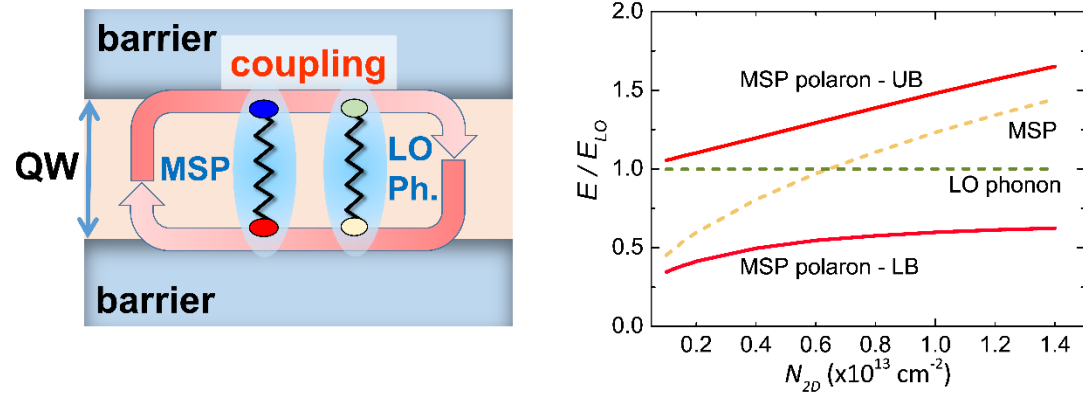 barrier
coupling
QW
MSP
LO
Ph.
barrier
E / E_LO
2.0
1.5
1.0
0.5
0.0
MSP polaron - UB
MSP
LO phonon
MSP polaron - LB
0.2 0.4 0.6 0.8 1.0 1.2 1.4
N_2D (x10^13 cm^-2)